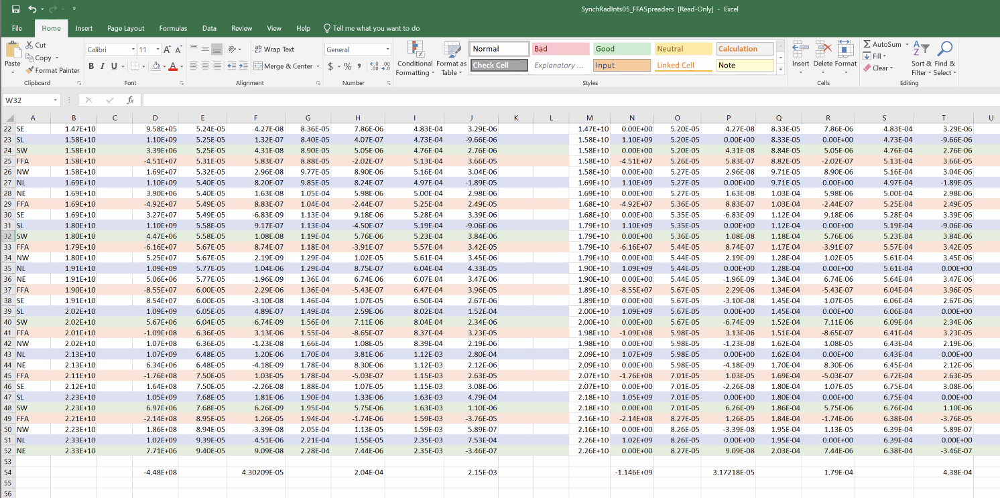 SynchRadInts05_FFASpreaders [Read-Only] - Excel
File Home Insert Page Layout Formulas Data Review View Help Tell me what you want to do
Paste Cut Copy Format Painter Clipboard
Calibri 11 A A B I U A Font
ab Wrap Text Merge & Center Alignment
General $ % , Number
Conditional Formatting Format as Table Normal Bad Good Neutral Calculation
Check Cell Explanatory ... Input Linked Cell Note Styles
Insert Delete Format Cells
AutoSum Fill Clear Sort & Filter Find & Select Editing
W32 fx
A B C D E F G H I J K L M N O P Q R S T U
22 SE 1.47E+10 9.58E+05 5.24E-05 4.27E-08 8.36E-05 7.86E-06 4.83E-04 3.29E-06 1.47E+10 0.00E+00 5.20E-05 4.27E-08 8.33E-05 7.86E-06 4.83E-04 3.29E-06
23 SL 1.58E+10 1.10E+09 5.25E-05 1.32E-07 8.40E-05 4.07E-07 4.73E-04 -9.66E-06 1.58E+10 1.10E+09 5.20E-05 0.00E+00 8.33E-05 0.00E+00 4.73E-04 -9.66E-06
24 SW 1.58E+10 3.39E+06 5.25E-05 4.31E-08 8.90E-05 5.05E-06 4.76E-04 2.76E-06 1.58E+10 0.00E+00 5.20E-05 4.31E-08 8.84E-05 5.05E-06 4.76E-04 2.76E-06
25 FFA 1.58E+10 -4.51E+07 5.31E-05 5.83E-07 8.88E-05 -2.02E-07 5.13E-04 3.66E-05 1.58E+10 -4.51E+07 5.26E-05 5.83E-07 8.82E-05 -2.02E-07 5.13E-04 3.66E-05
26 NW 1.58E+10 1.69E+07 5.32E-05 2.96E-08 9.77E-05 8.90E-06 5.16E-04 3.04E-06 1.58E+10 0.00E+00 5.27E-05 2.96E-08 9.71E-05 8.90E-06 5.16E-04 3.04E-06
27 NL 1.69E+10 1.10E+09 5.40E-05 8.20E-07 9.85E-05 8.24E-07 4.97E-04 -1.89E-05 1.69E+10 1.10E+09 5.27E-05 0.00E+00 9.71E-05 0.00E+00 4.97E-04 -1.89E-05
28 NE 1.69E+10 3.90E+06 5.40E-05 1.63E-08 1.05E-04 5.98E-06 5.00E-04 2.98E-06 1.69E+10 0.00E+00 5.27E-05 1.63E-08 1.03E-04 5.98E-06 5.00E-04 2.98E-06
29 FFA 1.69E+10 -4.92E+07 5.49E-05 8.83E-07 1.04E-04 -2.44E-07 5.25E-04 2.49E-05 1.68E+10 -4.92E+07 5.36E-05 8.83E-07 1.03E-04 -2.44E-07 5.25E-04 2.49E-05
30 SE 1.69E+10 3.27E+07 5.49E-05 -6.83E-09 1.13E-04 9.18E-06 5.28E-04 3.39E-06 1.68E+10 0.00E+00 5.35E-05 -6.83E-09 1.12E-04 9.18E-06 5.28E-04 3.39E-06
31 SL 1.80E+10 1.10E+09 5.58E-05 9.17E-07 1.13E-04 -4.50E-07 5.19E-04 -9.06E-06 1.79E+10 1.10E+09 5.35E-05 0.00E+00 1.12E-04 0.00E+00 5.19E-04 -9.06E-06
32 SW 1.80E+10 4.47E+06 5.58E-05 1.08E-08 1.19E-04 5.76E-06 5.23E-04 3.84E-06 1.79E+10 0.00E+00 5.36E-05 1.08E-08 1.18E-04 5.76E-06 5.23E-04 3.84E-06
33 FFA 1.79E+10 -6.16E+07 5.67E-05 8.74E-07 1.18E-04 -3.91E-07 5.57E-04 3.42E-05 1.79E+10 -6.16E+07 5.44E-05 8.74E-07 1.17E-04 -3.91E-07 5.57E-04 3.42E-05
34 NW 1.80E+10 5.25E+07 5.67E-05 2.19E-09 1.29E-04 1.02E-05 5.61E-04 3.45E-06 1.79E+10 0.00E+00 5.44E-05 2.19E-09 1.28E-04 1.02E-05 5.61E-04 3.45E-06
35 NL 1.91E+10 1.09E+09 5.77E-05 1.04E-06 1.29E-04 8.75E-07 6.04E-04 4.33E-05 1.90E+10 1.09E+09 5.44E-05 0.00E+00 1.28E-04 0.00E+00 5.61E-04 0.00E+00
36 NE 1.91E+10 5.06E+06 5.77E-05 -1.96E-09 1.36E-04 6.74E-06 6.07E-04 3.47E-06 1.90E+10 0.00E+00 5.44E-05 -1.96E-09 1.34E-04 6.74E-06 5.64E-04 3.47E-06
37 FFA 1.90E+10 -8.55E+07 6.00E-05 2.29E-06 1.36E-04 -5.43E-07 6.47E-04 3.96E-05 1.89E+10 -8.55E+07 5.67E-05 2.29E-06 1.34E-04 -5.43E-07 6.04E-04 3.96E-05
38 SE 1.91E+10 8.54E+07 6.00E-05 -3.10E-08 1.46E-04 1.07E-05 6.50E-04 2.67E-06 1.89E+10 0.00E+00 5.67E-05 -3.10E-08 1.45E-04 1.07E-05 6.06E-04 2.67E-06
39 SL 2.02E+10 1.09E+09 6.05E-05 4.89E-07 1.49E-04 2.59E-06 8.02E-04 1.52E-04 2.00E+10 1.09E+09 5.67E-05 0.00E+00 1.45E-04 0.00E+00 6.06E-04 0.00E+00
40 SW 2.02E+10 5.67E+06 6.04E-05 -6.74E-09 1.56E-04 7.11E-06 8.04E-04 2.34E-06 2.00E+10 0.00E+00 5.67E-05 -6.74E-09 1.52E-04 7.11E-06 6.09E-04 2.34E-06
41 FFA 2.01E+10 -1.09E+08 6.36E-05 3.13E-06 1.55E-04 -8.65E-07 8.37E-04 3.23E-05 1.98E+10 -1.09E+08 5.98E-05 3.13E-06 1.51E-04 -8.65E-07 6.41E-04 3.23E-05
42 NW 2.02E+10 1.07E+08 6.36E-05 -1.23E-08 1.66E-04 1.08E-05 8.39E-04 2.19E-06 1.98E+10 0.00E+00 5.98E-05 -1.23E-08 1.62E-04 1.08E-05 6.43E-04 2.19E-06
43 NL 2.13E+10 1.07E+09 6.48E-05 1.20E-06 1.70E-04 3.81E-06 1.12E-03 2.80E-04 2.09E+10 1.07E+09 5.98E-05 0.00E+00 1.62E-04 0.00E+00 6.43E-04 0.00E+00
44 NE 2.13E+10 6.34E+06 6.48E-05 -4.18E-09 1.78E-04 8.30E-06 1.12E-03 2.12E-06 2.09E+10 0.00E+00 5.98E-05 -4.18E-09 1.70E-04 8.30E-06 6.45E-04 2.12E-06
45 FFA 2.11E+10 -1.76E+08 7.50E-05 1.03E-05 1.78E-04 -5.03E-07 1.15E-03 2.63E-05 2.07E+10 -1.76E+08 7.01E-05 1.03E-05 1.69E-04 -5.03E-07 6.72E-04 2.63E-05
46 SE 2.12E+10 1.64E+08 7.50E-05 -2.26E-08 1.88E-04 1.07E-05 1.15E-03 3.08E-06 2.07E+10 0.00E+00 7.01E-05 -2.26E-08 1.80E-04 1.07E-05 6.75E-04 3.08E-06
47 SL 2.23E+10 1.05E+09 7.68E-05 1.81E-06 1.90E-04 1.33E-06 1.63E-03 4.79E-04 2.18E+10 1.05E+09 7.01E-05 0.00E+00 1.80E-04 0.00E+00 6.75E-04 0.00E+00
48 SW 2.23E+10 6.97E+06 7.68E-05 6.26E-09 1.95E-04 5.75E-06 1.63E-03 1.10E-06 2.18E+10 0.00E+00 7.01E-05 6.26E-09 1.86E-04 5.75E-06 6.76E-04 1.10E-06
49 FFA 2.21E+10 -2.14E+08 8.95E-05 1.26E-05 1.94E-04 -1.74E-06 1.59E-03 -3.76E-05 2.16E+10 -2.14E+08 8.27E-05 1.26E-05 1.84E-04 -1.74E-06 6.38E-04 -3.76E-05
50 NW 2.23E+10 1.86E+08 8.94E-05 -3.39E-08 2.05E-04 1.13E-05 1.59E-03 5.89E-07 2.16E+10 0.00E+00 8.26E-05 -3.39E-08 1.95E-04 1.13E-05 6.39E-04 5.89E-07
51 NL 2.33E+10 1.02E+09 9.39E-05 4.51E-06 2.21E-04 1.55E-05 2.35E-03 7.53E-04 2.26E+10 1.02E+09 8.26E-05 0.00E+00 1.95E-04 0.00E+00 6.39E-04 0.00E+00
52 NE 2.33E+10 7.71E+06 9.40E-05 9.09E-08 2.28E-04 7.44E-06 2.35E-03 -3.46E-07 2.26E+10 0.00E+00 8.27E-05 9.09E-08 2.03E-04 7.44E-06 6.38E-04 -3.46E-07
53
54 -4.48E+08 4.30209E-05 2.04E-04 2.15E-03 -1.146E+09 3.17218E-05 1.79E-04 4.38E-04
55
56